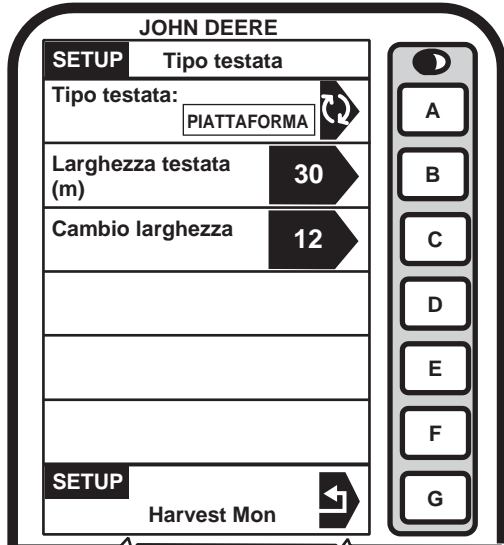 JOHN DEERE
SETUP Tipo testata
Tipo testata:
PIATTAFORMA
A
Larghezza testata
(m)
30
B
Cambio larghezza
12
C
D
E
F
SETUP
Harvest Mon
G